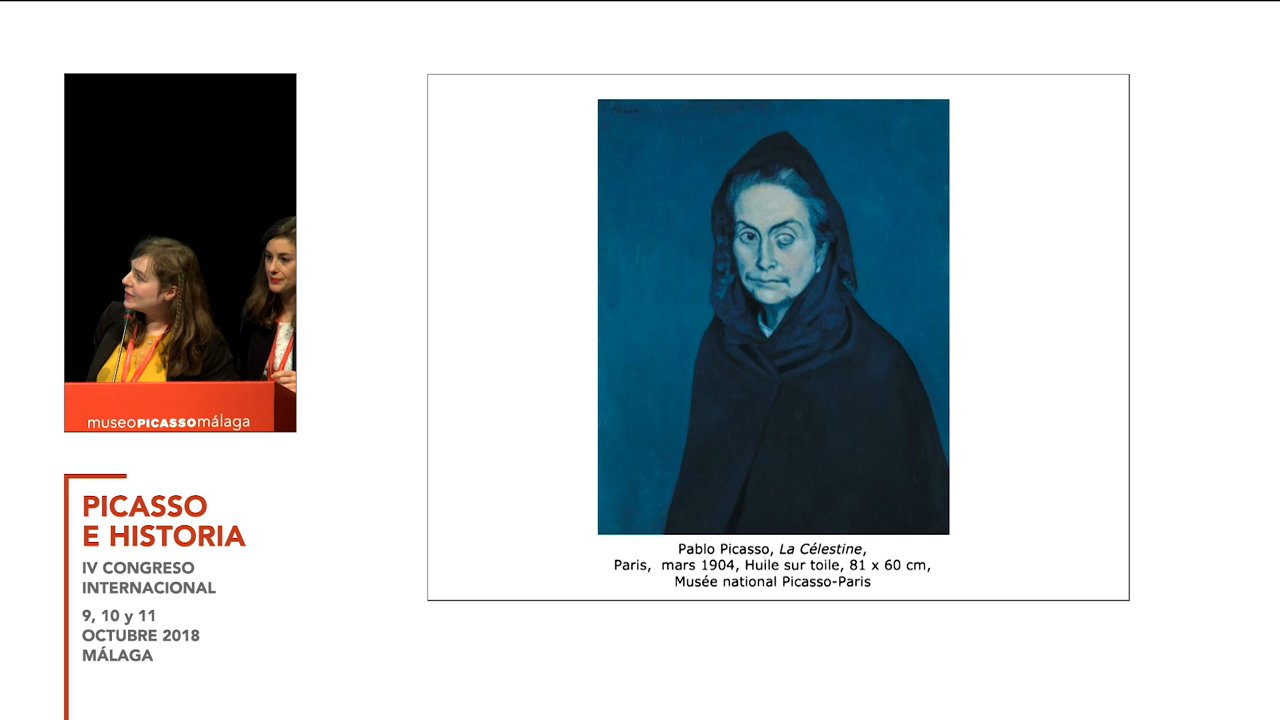 museoPICASSOmálaga
PICASSO
E HISTORIA
IV CONGRESO
INTERNACIONAL
9, 10 y 11
OCTUBRE 2018
MÁLAGA
Pablo Picasso, La Célestine,
Paris, mars 1904, Huile sur toile, 81 x 60 cm,
Musée national Picasso-Paris